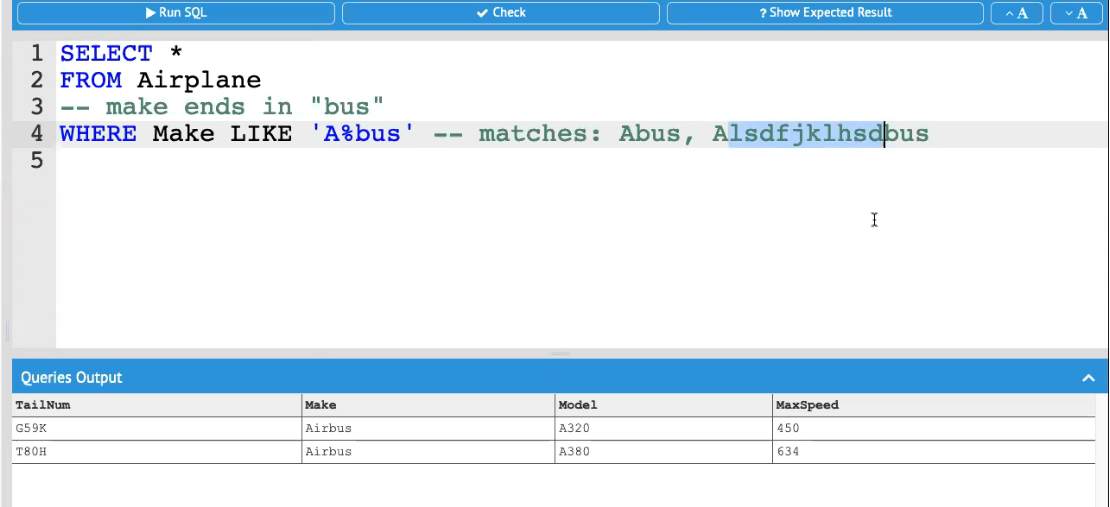 Run SQL Check ? Show Expected Result A A
1 SELECT *
2 FROM Airplane
3 -- make ends in "bus"
4 WHERE Make LIKE 'A%bus' -- matches: Abus, Alsdfjklhsdbus
5
Queries Output
TailNum Make Model MaxSpeed
G59K Airbus A320 450
T80H Airbus A380 634